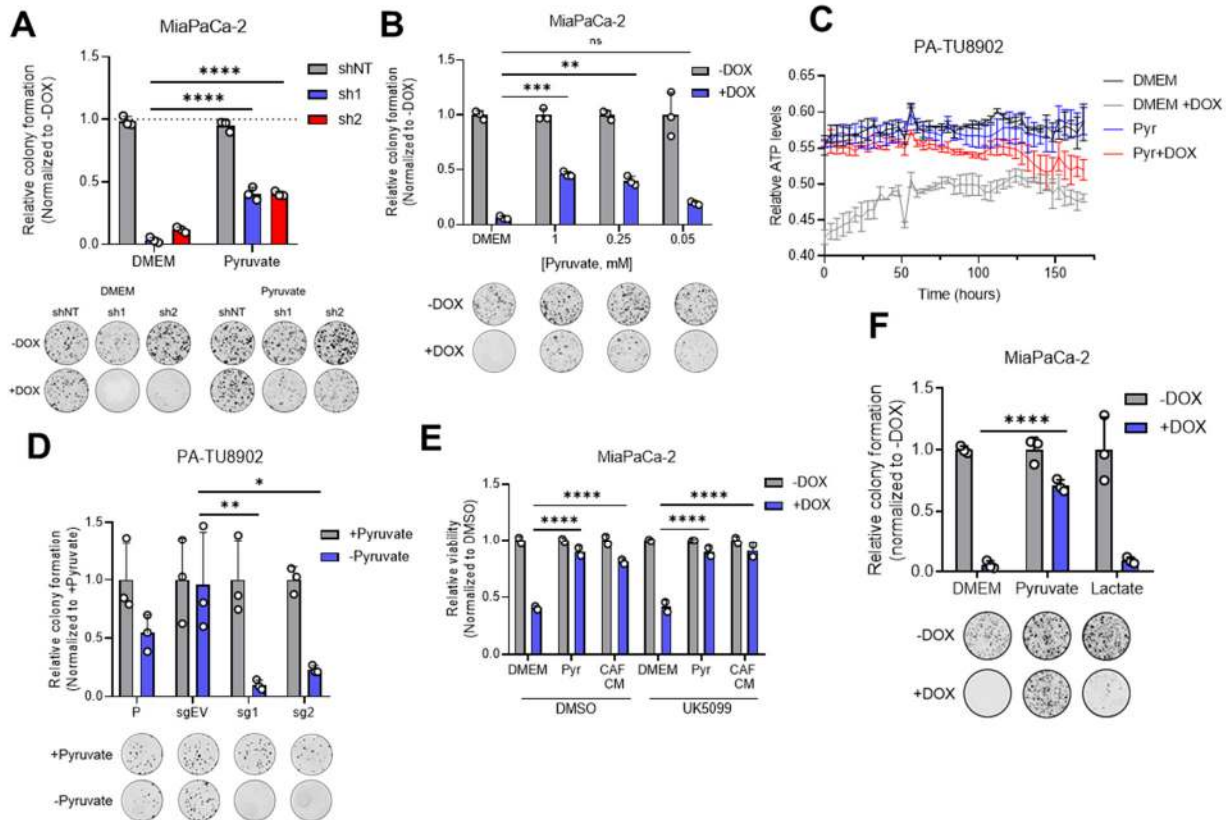 A
MiaPaCa-2
Relative colony formation
(Normalized to -DOX)
1.0
0.5
0.0
****
****
shNT
sh1
sh2
DMEM
Pyruvate
DMEM
Pyruvate
shNT
sh1
sh2
shNT
sh1
sh2
-DOX
+DOX
B
MiaPaCa-2
Relative colony formation
(Normalized to -DOX)
1.0
0.5
0.0
ns
**
***
-DOX
+DOX
DMEM
1
0.25
0.05
[Pyruvate, mM]
-DOX
+DOX
C
PA-TU8902
Relative ATP levels
0.65
0.60
0.55
0.50
0.45
0.40
0
50
100
150
Time (hours)
DMEM
DMEM +DOX
Pyr
Pyr+DOX
D
PA-TU8902
Relative colony formation
(Normalized to +Pyruvate)
1.5
1.0
0.5
0.0
*
**
+Pyruvate
-Pyruvate
P
sgEV
sg1
sg2
+Pyruvate
-Pyruvate
E
MiaPaCa-2
Relative viability
(Normalized to DMSO)
1.5
1.0
0.5
0.0
****
****
****
****
-DOX
+DOX
DMEM
Pyr
CAF
CM
DMEM
Pyr
CAF
CM
DMSO
UK5099
F
MiaPaCa-2
Relative colony formation
(normalized to -DOX)
1.5
1.0
0.5
0.0
****
-DOX
+DOX
DMEM
Pyruvate
Lactate
-DOX
+DOX